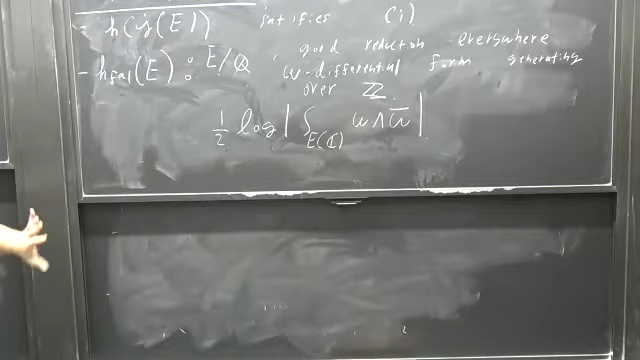 - h(j(E)) satisfies (i)
- h_Fal(E) : E/Q, good reduction everywhere
ω - differential form generating
over ℤ.
1/2 log | ∫_{E(ℂ)} ω ∧ ω̅ |